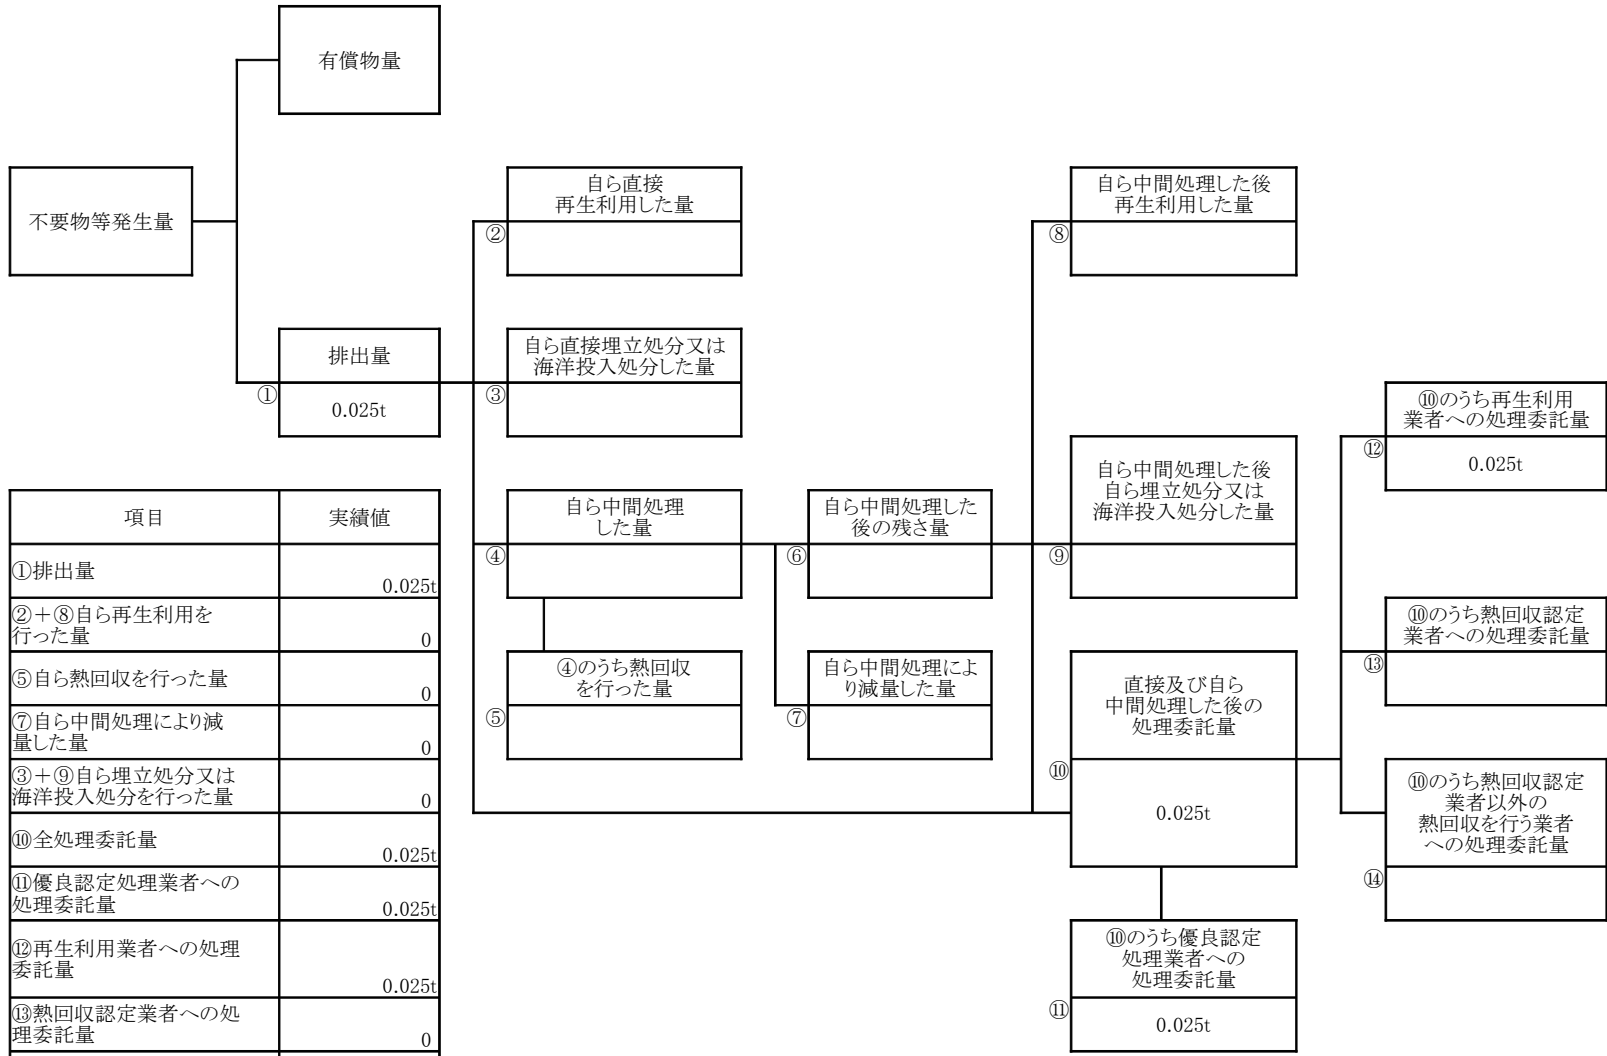 有償物量
不要物等発生量
自ら直接
再生利用した量
②
自ら中間処理した後
再生利用した量
⑧
排出量
①
0.025t
自ら直接埋立処分又は
海洋投入処分した量
③
⑩のうち再生利用
業者への処理委託量
⑫
0.025t
自ら中間処理
した量
④
自ら中間処理した
後の残さ量
⑥
自ら中間処理した後
自ら埋立処分又は
海洋投入処分した量
⑨
⑩のうち熱回収認定
業者への処理委託量
⑬
④のうち熱回収
を行った量
⑤
自ら中間処理によ
り減量した量
⑦
直接及び自ら
中間処理した後の
処理委託量
⑩
0.025t
⑩のうち熱回収認定
業者以外の
熱回収を行う業者
への処理委託量
⑭
⑩のうち優良認定
処理業者への
処理委託量
⑪
0.025t
項目 実績値
①排出量
0.025t
②+⑧自ら再生利用を
行った量
0
⑤自ら熱回収を行った量
0
⑦自ら中間処理により減
量した量
0
③+⑨自ら埋立処分又は
海洋投入処分を行った量
0
⑩全処理委託量
0.025t
⑪優良認定処理業者への
処理委託量
0.025t
⑫再生利用業者への処理
委託量
0.025t
⑬熱回収認定業者への処
理委託量
0